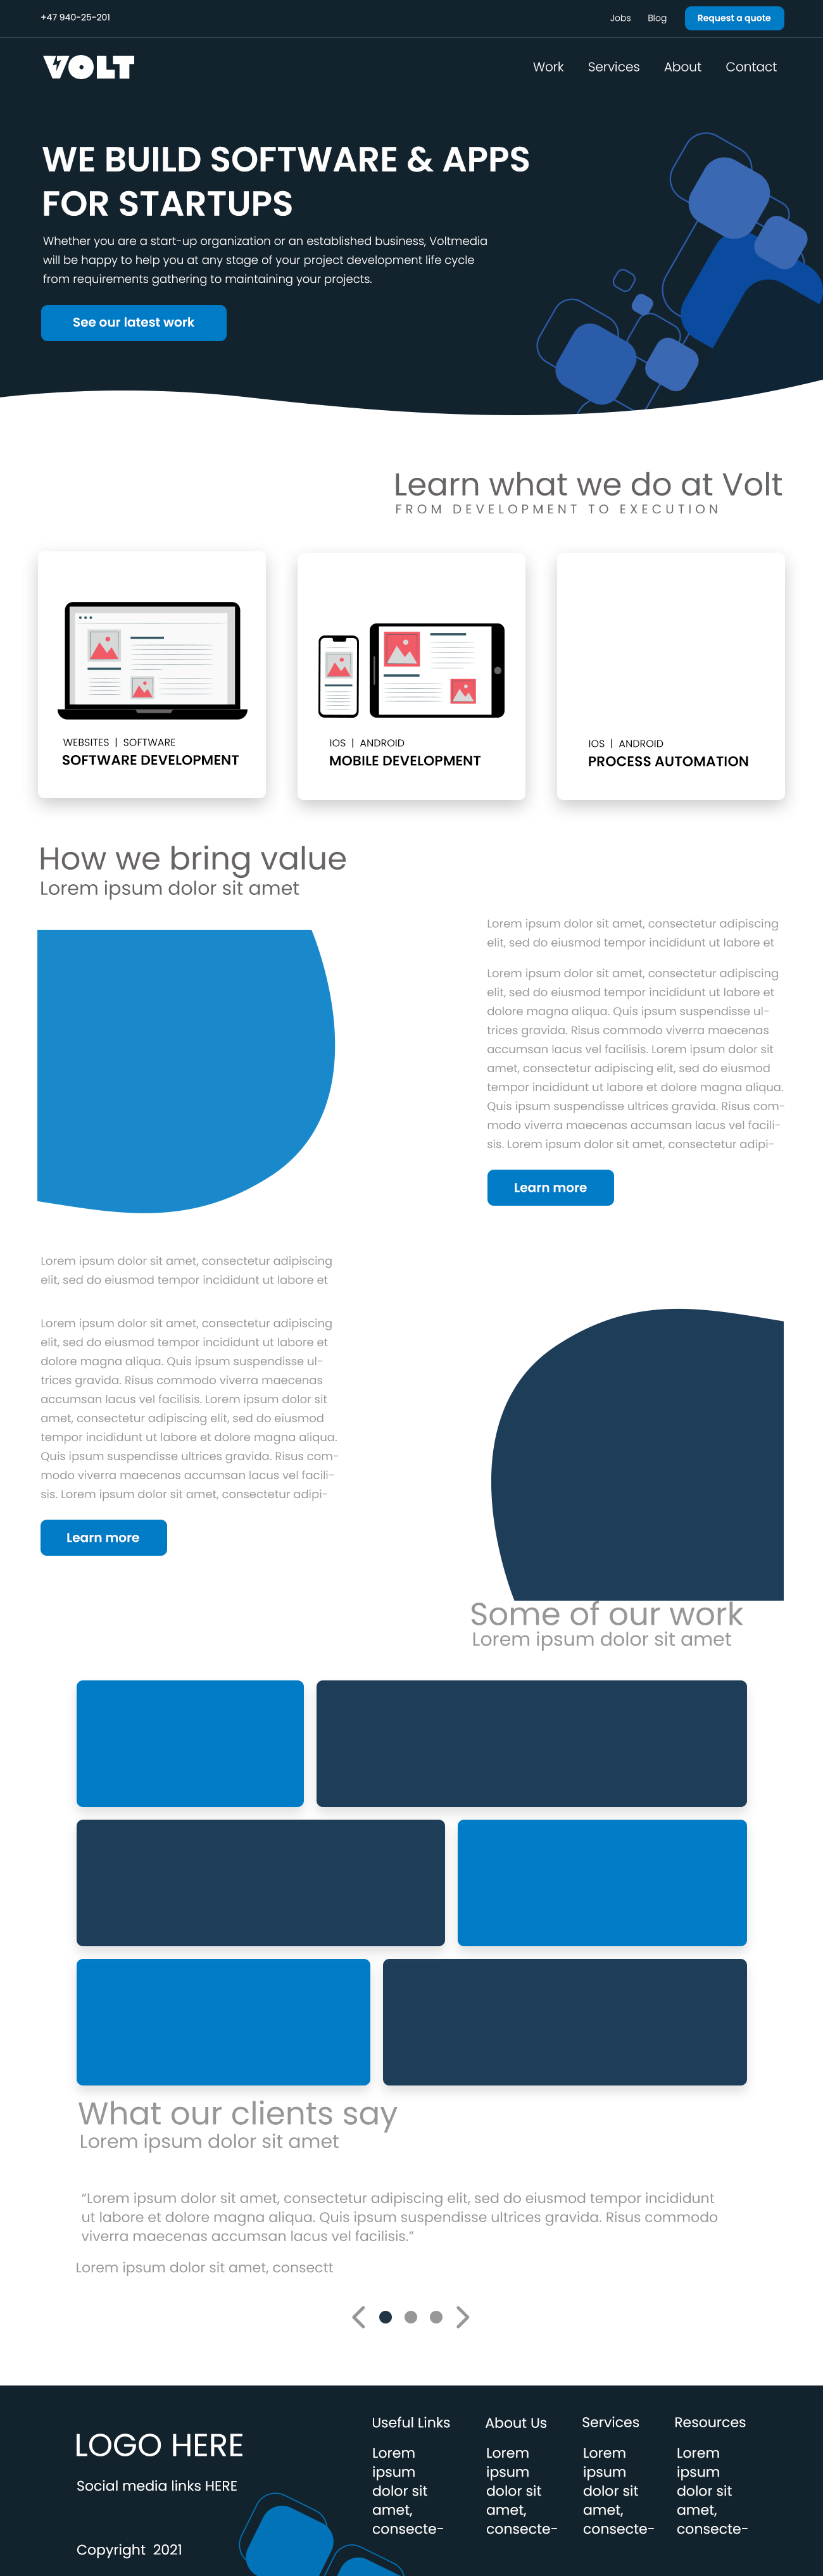 +47 940-25-201
Jobs Blog Request a quote
VOLT
Work Services About Contact
WE BUILD SOFTWARE & APPS
FOR STARTUPS
Whether you are a start-up organization or an established business, Voltmedia
will be happy to help you at any stage of your project development life cycle
from requirements gathering to maintaining your projects.
See our latest work
Learn what we do at Volt
FROM DEVELOPMENT TO EXECUTION
WEBSITES | SOFTWARE
SOFTWARE DEVELOPMENT
IOS | ANDROID
MOBILE DEVELOPMENT
IOS | ANDROID
PROCESS AUTOMATION
How we bring value
Lorem ipsum dolor sit amet
Lorem ipsum dolor sit amet, consectetur adipiscing
elit, sed do eiusmod tempor incididunt ut labore et
Lorem ipsum dolor sit amet, consectetur adipiscing
elit, sed do eiusmod tempor incididunt ut labore et
dolore magna aliqua. Quis ipsum suspendisse ul-
trices gravida. Risus commodo viverra maecenas
accumsan lacus vel facilisis. Lorem ipsum dolor sit
amet, consectetur adipiscing elit, sed do eiusmod
tempor incididunt ut labore et dolore magna aliqua.
Quis ipsum suspendisse ultrices gravida. Risus com-
modo viverra maecenas accumsan lacus vel facili-
sis. Lorem ipsum dolor sit amet, consectetur adipi-
Learn more
Lorem ipsum dolor sit amet, consectetur adipiscing
elit, sed do eiusmod tempor incididunt ut labore et
Lorem ipsum dolor sit amet, consectetur adipiscing
elit, sed do eiusmod tempor incididunt ut labore et
dolore magna aliqua. Quis ipsum suspendisse ul-
trices gravida. Risus commodo viverra maecenas
accumsan lacus vel facilisis. Lorem ipsum dolor sit
amet, consectetur adipiscing elit, sed do eiusmod
tempor incididunt ut labore et dolore magna aliqua.
Quis ipsum suspendisse ultrices gravida. Risus com-
modo viverra maecenas accumsan lacus vel facili-
sis. Lorem ipsum dolor sit amet, consectetur adipi-
Learn more
Some of our work
Lorem ipsum dolor sit amet
What our clients say
Lorem ipsum dolor sit amet
“Lorem ipsum dolor sit amet, consectetur adipiscing elit, sed do eiusmod tempor incididunt
ut labore et dolore magna aliqua. Quis ipsum suspendisse ultrices gravida. Risus commodo
viverra maecenas accumsan lacus vel facilisis.”
Lorem ipsum dolor sit amet, consectt
LOGO HERE
Social media links HERE
Copyright 2021
Useful Links
Lorem
ipsum
dolor sit
amet,
consecte-
About Us
Lorem
ipsum
dolor sit
amet,
consecte-
Services
Lorem
ipsum
dolor sit
amet,
consecte-
Resources
Lorem
ipsum
dolor sit
amet,
consecte-